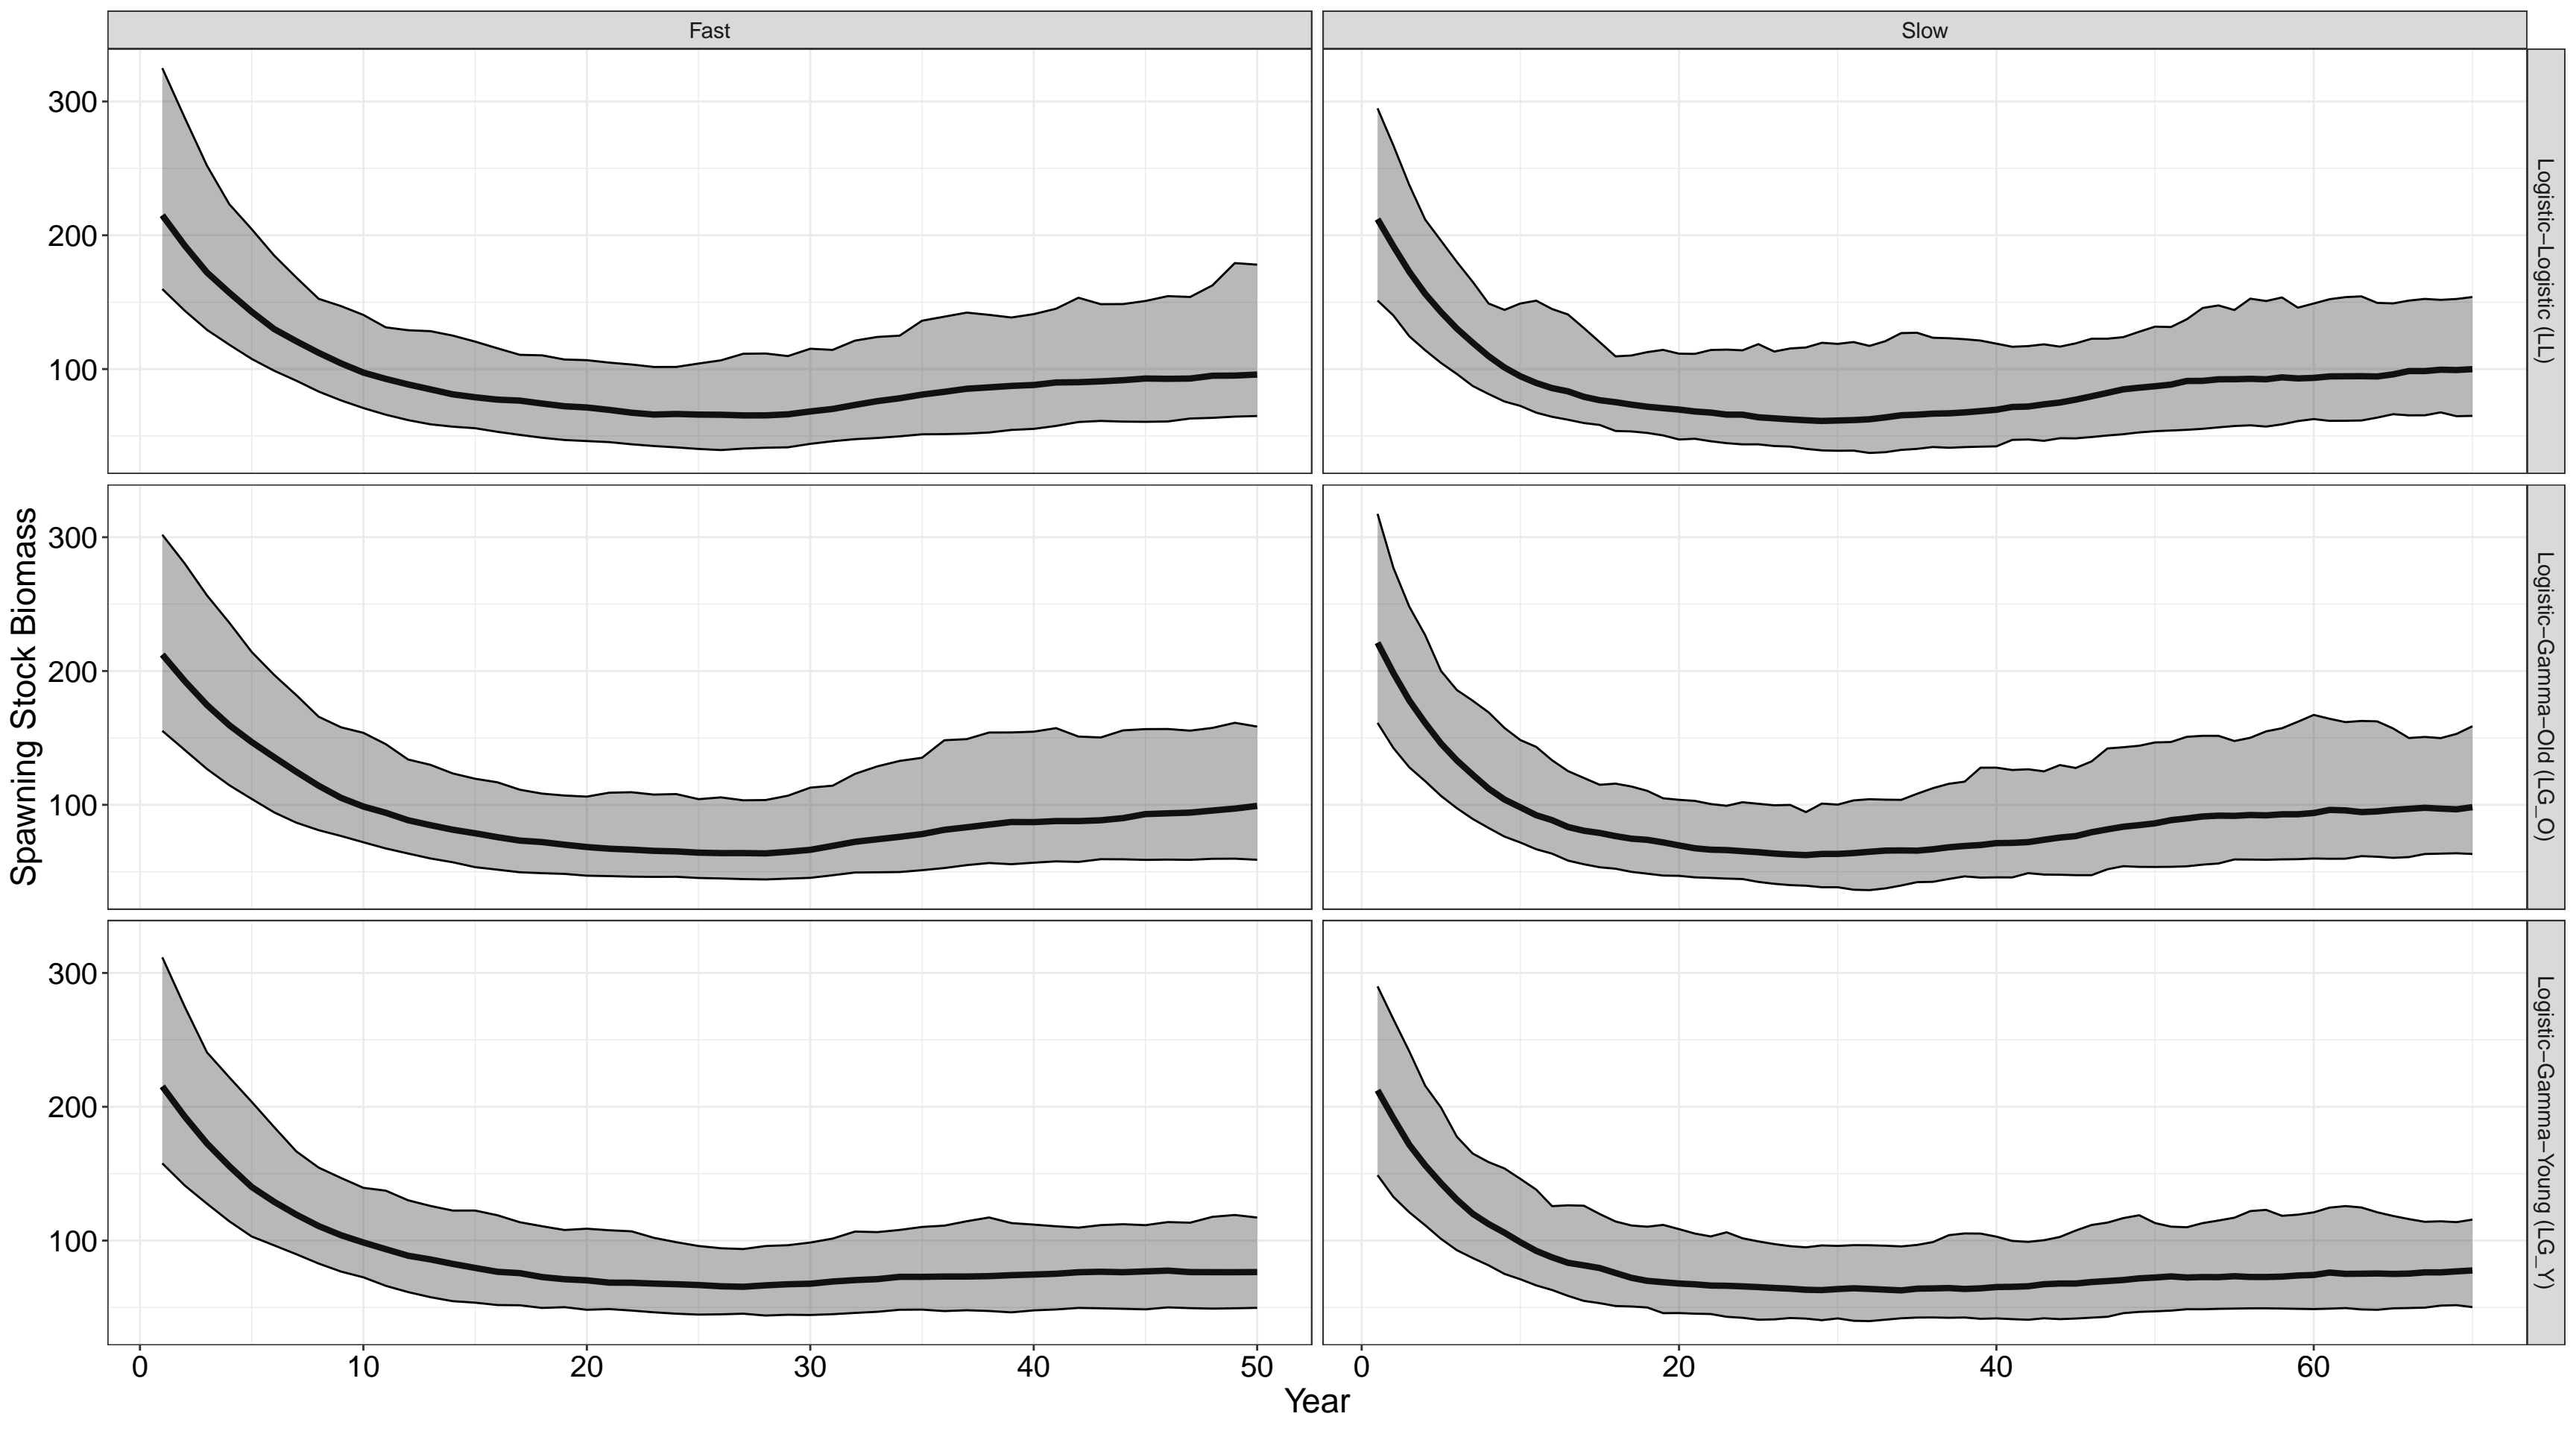 Fast
Slow
300
200
100
Logistic−Logistic (LL)
Spawning Stock Biomass
300
200
100
Logistic−Gamma−Old (LG_O)
300
200
100
Logistic−Gamma−Young (LG_Y)
0 10 20 30 40 50
0 20 40 60
Year